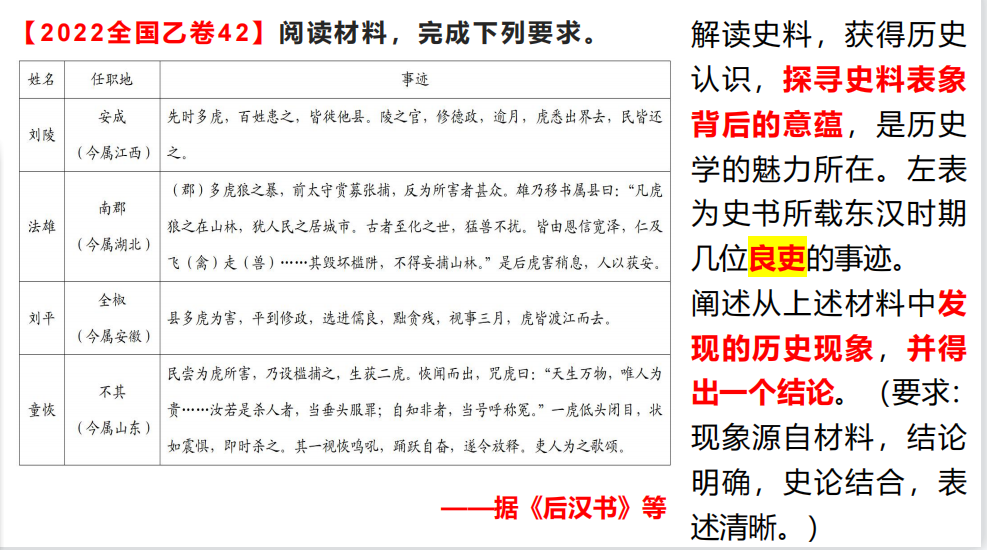 【2022全国乙卷42】阅读材料，完成下列要求。
姓名 任职地 事迹
刘陵
安成
（今属江西）
先时多虎，百姓患之，皆徙他县。陵之官，修德政，逾月，虎悉出界去，民皆还
之。
法雄
南郡
（今属湖北）
（郡）多虎狼之暴，前太守赏募张捕，反为所害者甚众。雄乃移书属县曰：“凡虎
狼之在山林，犹人民之居城市。古者至化之世，猛兽不扰。皆由恩信宽泽，仁及
飞（禽）走（兽）……其毁坏槛阱，不得妄捕山林。”是后虎害稍息，人以获安。
刘平
全椒
（今属安徽）
县多虎为害，平到修政，选进儒良，黜贪残，视事三月，虎皆渡江而去。
童恢
不其
（今属山东）
民尝为虎所害，乃设槛捕之，生获二虎。恢闻而出，咒虎曰：“天生万物，唯人为
贵……汝若是杀人者，当垂头服罪；自知非者，当号呼称冤。”一虎低头闭目，状
如震惧，即时杀之。其一视恢鸣吼，踊跃自奋，遂令放释。吏人为之歌颂。
——据《后汉书》等
解读史料，获得历史
认识，探寻史料表象
背后的意蕴，是历史
学的魅力所在。左表
为史书所载东汉时期
几位良吏的事迹。
阐述从上述材料中发
现的历史现象，并得
出一个结论。（要求：
现象源自材料，结论
明确，史论结合，表
述清晰。）